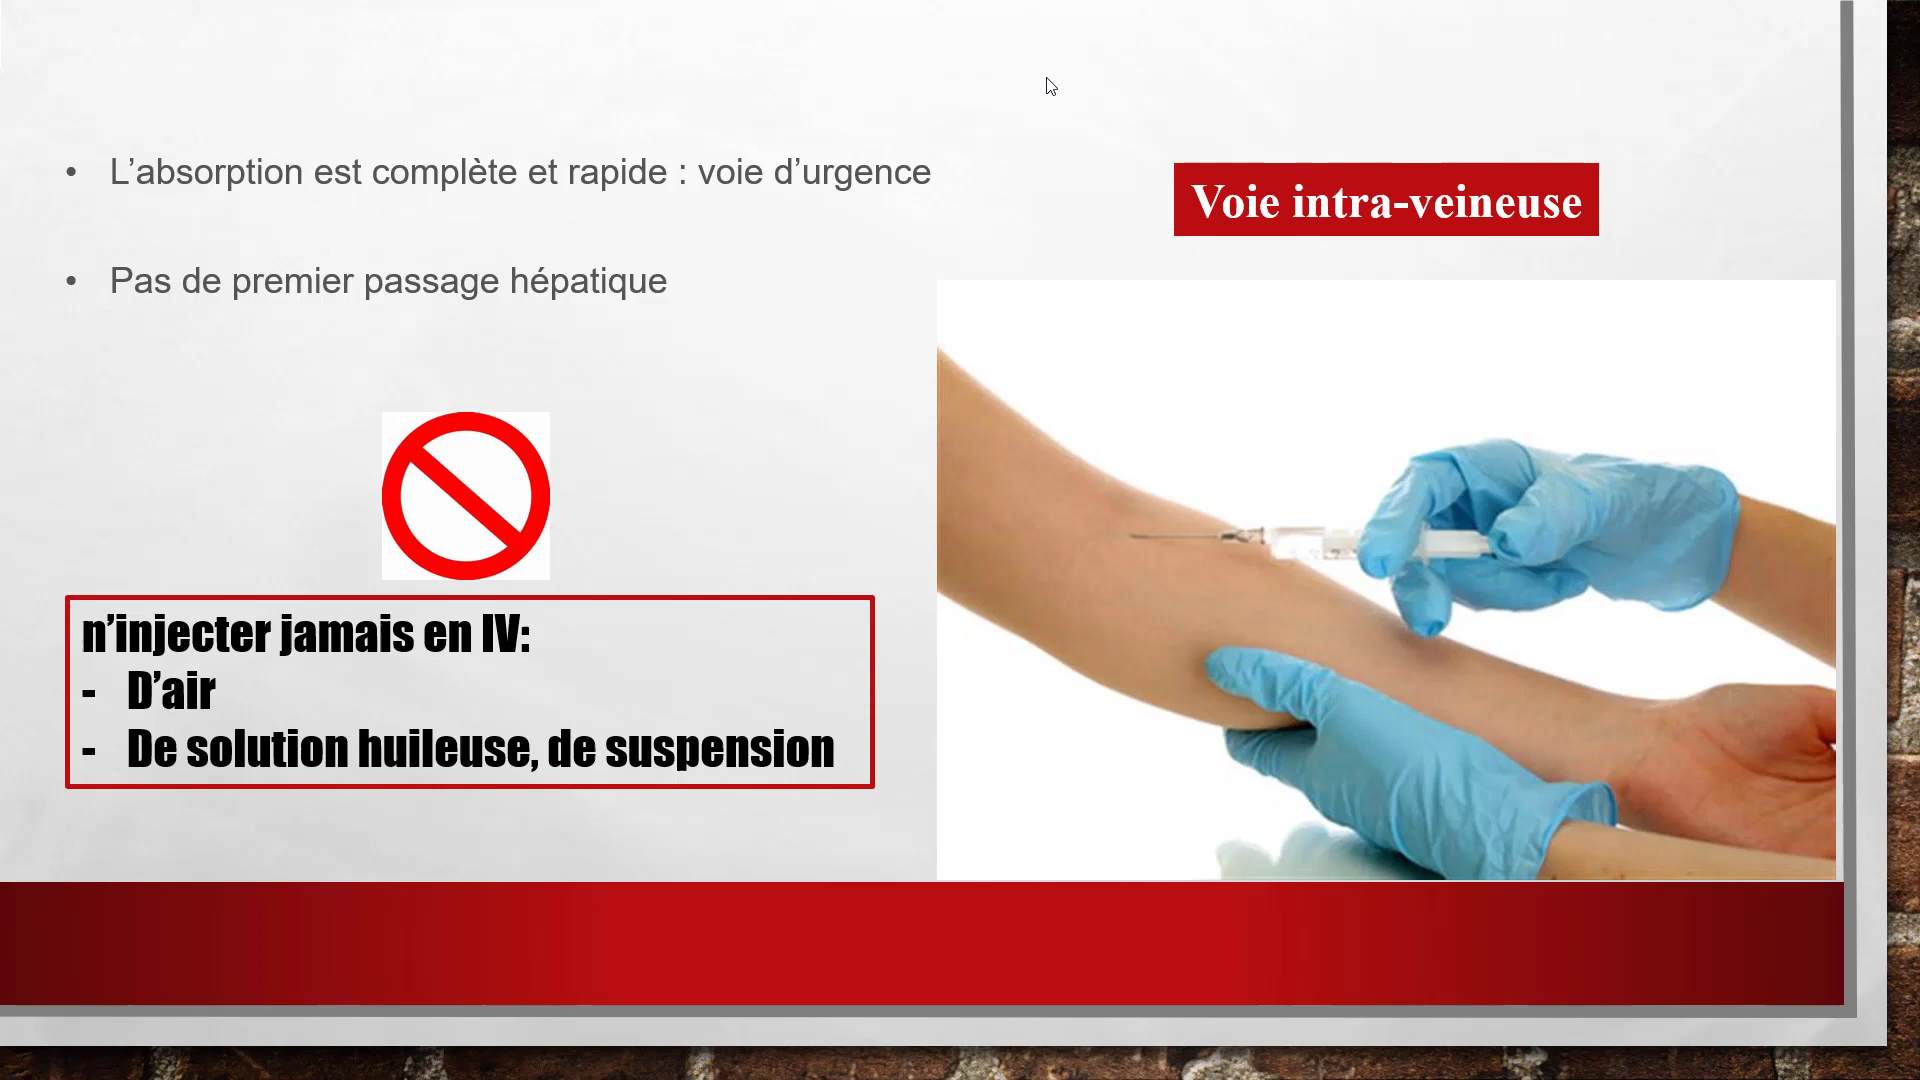 • L’absorption est complète et rapide : voie d’urgence
• Pas de premier passage hépatique
Voie intra-veineuse
n’injecter jamais en IV:
- D’air
- De solution huileuse, de suspension